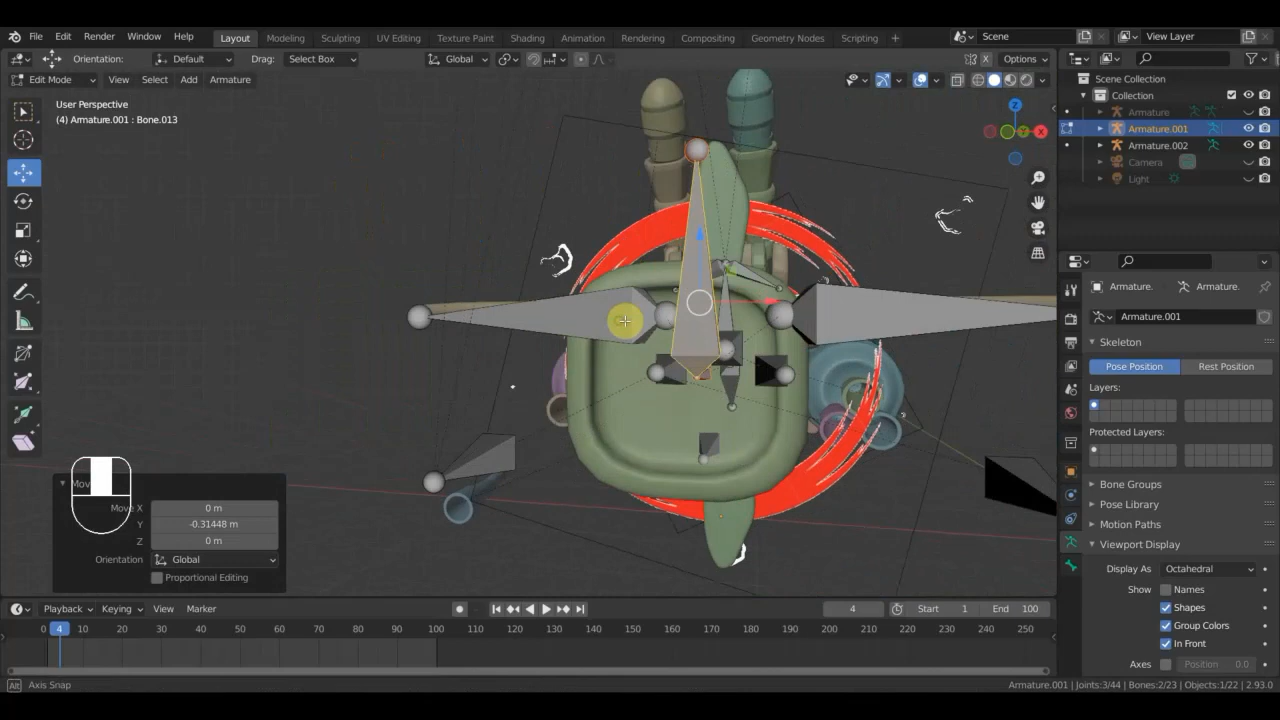 File Edit Render Window Help Layout Modeling Sculpting UV Editing Texture Paint Shading Animation Rendering Compositing Geometry Nodes Scripting + Scene View Layer
Orientation: Default Drag: Select Box Global Options
Edit Mode View Select Add Armature
User Perspective
(4) Armature.001 : Bone.013
Z
X
Y
Scene Collection
Collection
Armature
Armature.001
Armature.002
Camera
Light
Armature. Armature.
Armature.001
Skeleton
Pose Position Rest Position
Layers:
Protected Layers:
Bone Groups
Pose Library
Motion Paths
Viewport Display
Display As Octahedral
Show Names
Shapes
Group Colors
In Front
Axes Position 0.0
Move X 0 m
Y -0.31448 m
Z 0 m
Orientation Global
Proportional Editing
Playback Keying View Marker 4 Start 1 End 100
0 4 10 20 30 40 50 60 70 80 90 100 110 120 130 140 150 160 170 180 190 200 210 220 230 240 250
Alt Axis Snap Armature.001 | Joints:3/44 | Bones:2/23 | Objects:1/22 | 2.93.0